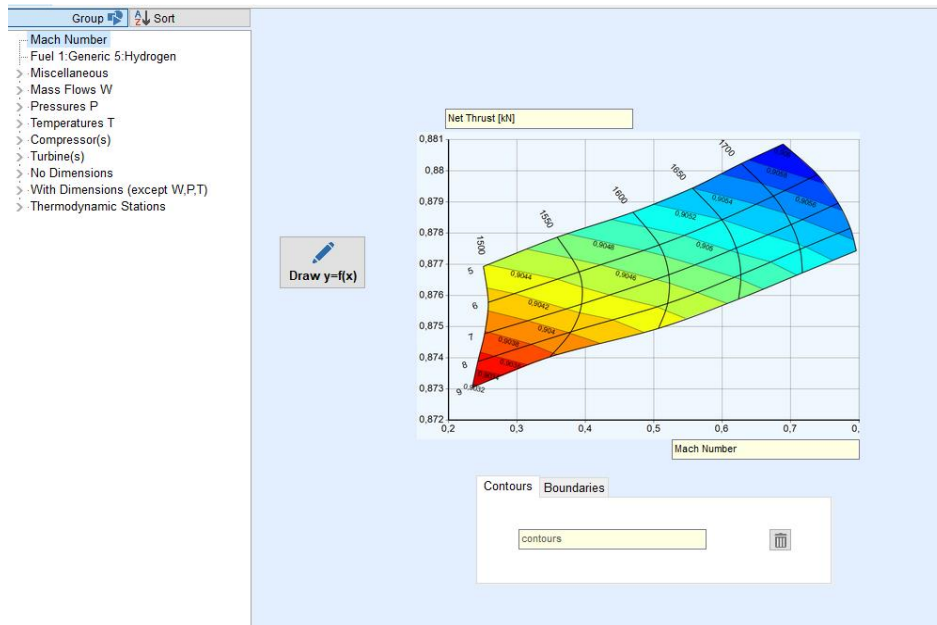 Group Sort
Mach Number
Fuel 1:Generic 5:Hydrogen
Miscellaneous
Mass Flows W
Pressures P
Temperatures T
Compressor(s)
Turbine(s)
No Dimensions
With Dimensions (except W,P,T)
Thermodynamic Stations
Draw y=f(x)
Net Thrust [kN]
0,881
0,88
0,879
0,878
0,877
0,876
0,875
0,874
0,873
0,872
0,2 0,3 0,4 0,5 0,6 0,7 0,
1500 1550 1600 1650 1700
5
6
7
8
9
0,9044
0,9042
0,904
0,9032
0,9052
0,9054
Mach Number
Contours Boundaries
contours